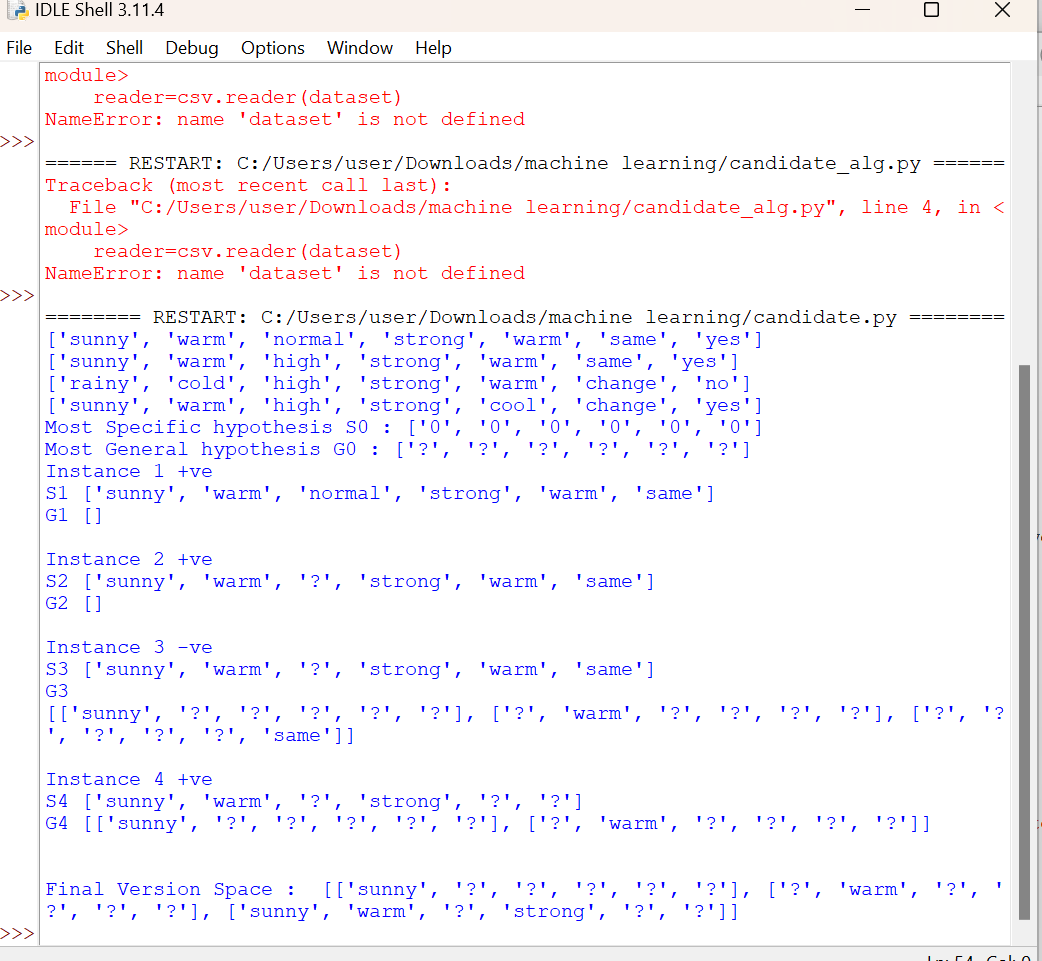 IDLE Shell 3.11.4
File Edit Shell Debug Options Window Help
module>
    reader=csv.reader(dataset)
NameError: name 'dataset' is not defined
>>>
====== RESTART: C:/Users/user/Downloads/machine learning/candidate_alg.py ======
Traceback (most recent call last):
  File "C:/Users/user/Downloads/machine learning/candidate_alg.py", line 4, in <
module>
    reader=csv.reader(dataset)
NameError: name 'dataset' is not defined
>>>
======== RESTART: C:/Users/user/Downloads/machine learning/candidate.py ========
['sunny', 'warm', 'normal', 'strong', 'warm', 'same', 'yes']
['sunny', 'warm', 'high', 'strong', 'warm', 'same', 'yes']
['rainy', 'cold', 'high', 'strong', 'warm', 'change', 'no']
['sunny', 'warm', 'high', 'strong', 'cool', 'change', 'yes']
Most Specific hypothesis S0 : ['0', '0', '0', '0', '0', '0']
Most General hypothesis G0 : ['?', '?', '?', '?', '?', '?']
Instance 1 +ve
S1 ['sunny', 'warm', 'normal', 'strong', 'warm', 'same']
G1 []
Instance 2 +ve
S2 ['sunny', 'warm', '?', 'strong', 'warm', 'same']
G2 []
Instance 3 -ve
S3 ['sunny', 'warm', '?', 'strong', 'warm', 'same']
G3
[['sunny', '?', '?', '?', '?', '?'], ['?', 'warm', '?', '?', '?', '?'], ['?', '?
', '?', '?', '?', 'same']]
Instance 4 +ve
S4 ['sunny', 'warm', '?', 'strong', '?', '?']
G4 [['sunny', '?', '?', '?', '?', '?'], ['?', 'warm', '?', '?', '?', '?']]
Final Version Space :  [['sunny', '?', '?', '?', '?', '?'], ['?', 'warm', '?', '
?', '?', '?'], ['sunny', 'warm', '?', 'strong', '?', '?']]
>>>